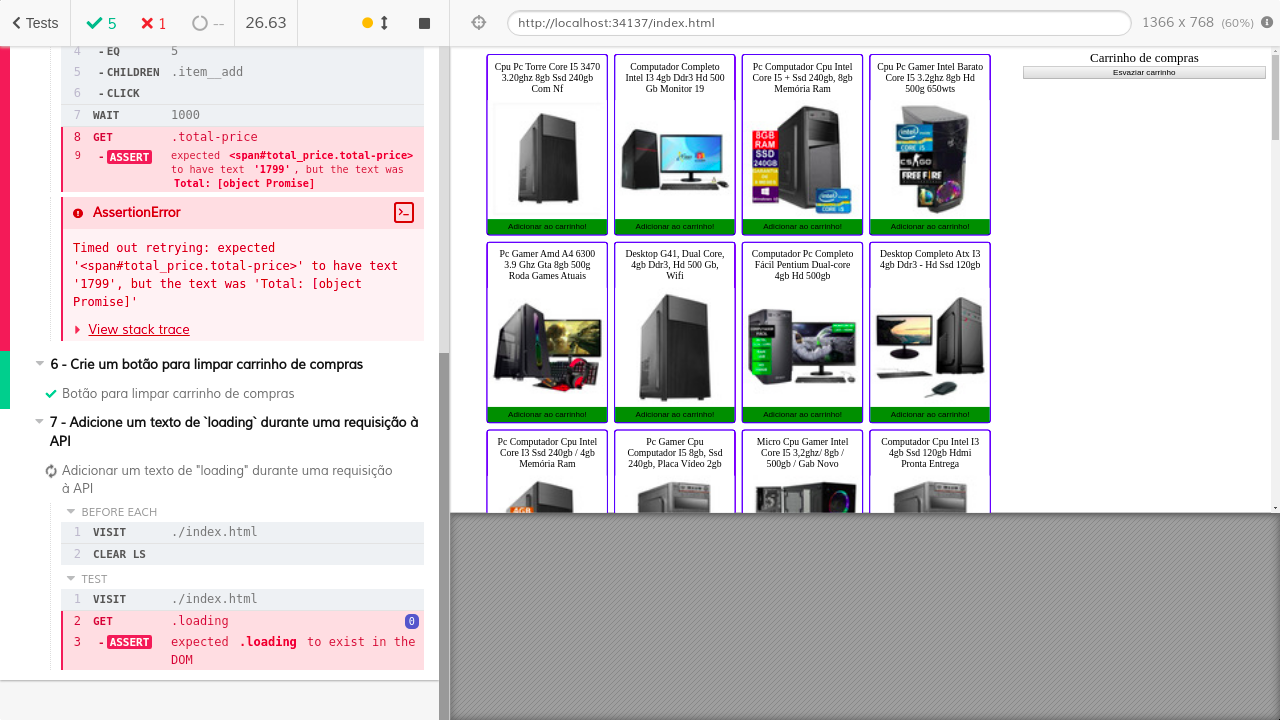 Tests
5
1
--
26.63
http://localhost:34137/index.html
1366 x 768 (60%)
4 - EQ 5
5 - CHILDREN .item__add
6 - CLICK
7 WAIT 1000
8 GET .total-price
9 - ASSERT expected <span#total_price.total-price>
to have text '1799', but the text was
Total: [object Promise]
AssertionError
Timed out retrying: expected
'<span#total_price.total-price>' to have text
'1799', but the text was 'Total: [object
Promise]'
View stack trace
6 - Crie um botão para limpar carrinho de compras
Botão para limpar carrinho de compras
7 - Adicione um texto de `loading` durante uma requisição à
API
Adicionar um texto de "loading" durante uma requisição
à API
BEFORE EACH
1 VISIT ./index.html
2 CLEAR LS
TEST
1 VISIT ./index.html
2 GET .loading 0
3 - ASSERT expected .loading to exist in the
DOM
Cpu Pc Torre Core I5 3470
3.20ghz 8gb Ssd 240gb
Com Nf
Adicionar ao carrinho!
Computador Completo
Intel I3 4gb Ddr3 Hd 500
Gb Monitor 19
Adicionar ao carrinho!
Pc Computador Cpu Intel
Core I5 + Ssd 240gb, 8gb
Memória Ram
8GB
RAM
SSD
240GB
Adicionar ao carrinho!
Cpu Pc Gamer Intel Barato
Core I5 3.2ghz 8gb Hd
500g 650wts
intel
CORE i5
CS:GO
FREE FIRE
Adicionar ao carrinho!
Carrinho de compras
Esvaziar carrinho
Pc Gamer Amd A4 6300
3.9 Ghz Gta 8gb 500g
Roda Games Atuais
Adicionar ao carrinho!
Desktop G41, Dual Core,
4gb Ddr3, Hd 500 Gb,
Wifi
Adicionar ao carrinho!
Computador Pc Completo
Fácil Pentium Dual-core
4gb Hd 500gb
Adicionar ao carrinho!
Desktop Completo Atx I3
4gb Ddr3 - Hd Ssd 120gb
Adicionar ao carrinho!
Pc Computador Cpu Intel
Core I3 Ssd 240gb / 4gb
Memória Ram
Pc Gamer Cpu
Computador I5 8gb, Ssd
240gb, Placa Vídeo 2gb
Micro Cpu Gamer Intel
Core I5 3,2ghz/ 8gb /
500gb / Gab Novo
Computador Cpu Intel I3
4gb Ssd 120gb Hdmi
Pronta Entrega